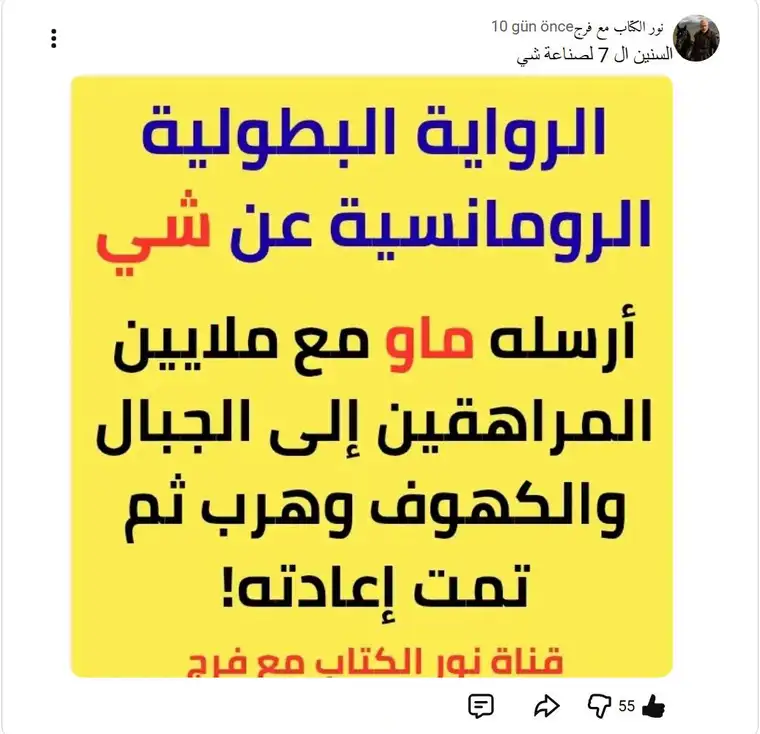 نور الكتاب مع فرج 10 gün önce
السنين ال 7 لصناعة شي
الرواية البطولية
الرومانسية عن شي
أرسله ماو مع ملايين
المراهقين إلى الجبال
والكهوف وهرب ثم
تمت إعادته!
قناة نور الكتاب مع فرج
55